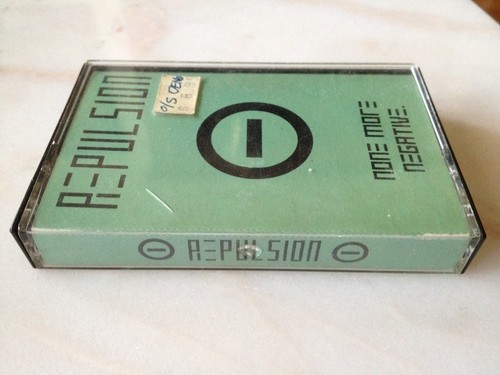 REPULSION
NONE MORE
NEGATIVE.
REPULSION